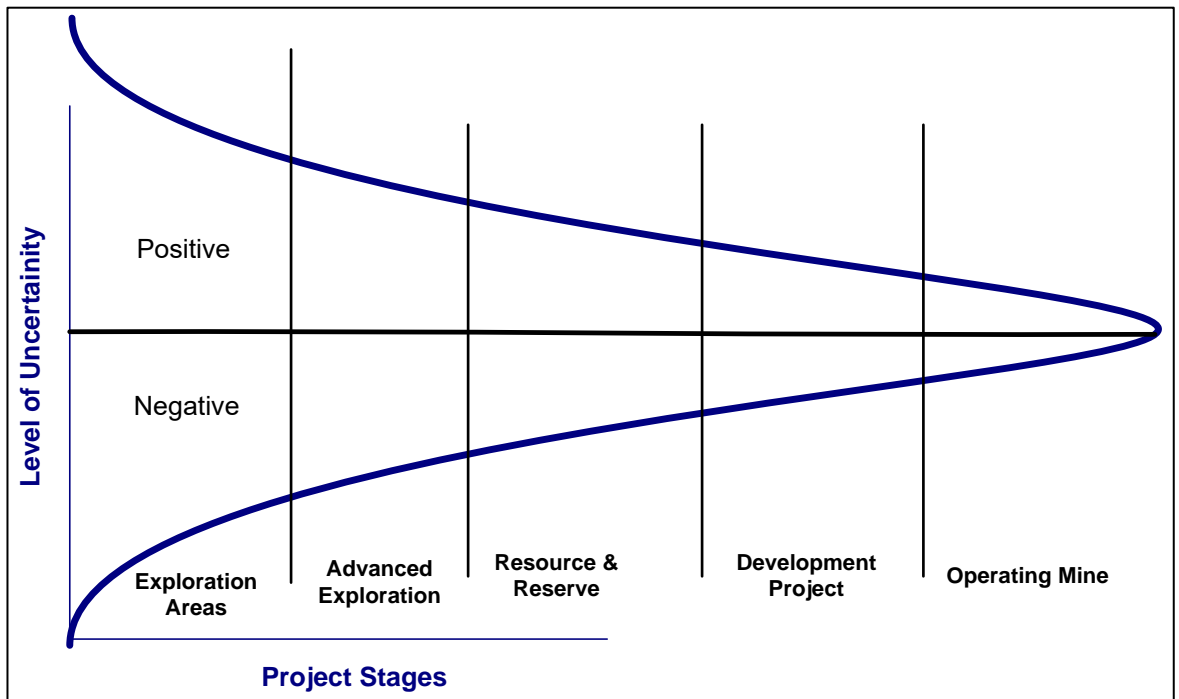 Level of Uncertainity
Positive
Negative
Exploration
Areas
Advanced
Exploration
Resource &
Reserve
Development
Project
Operating Mine
Project Stages